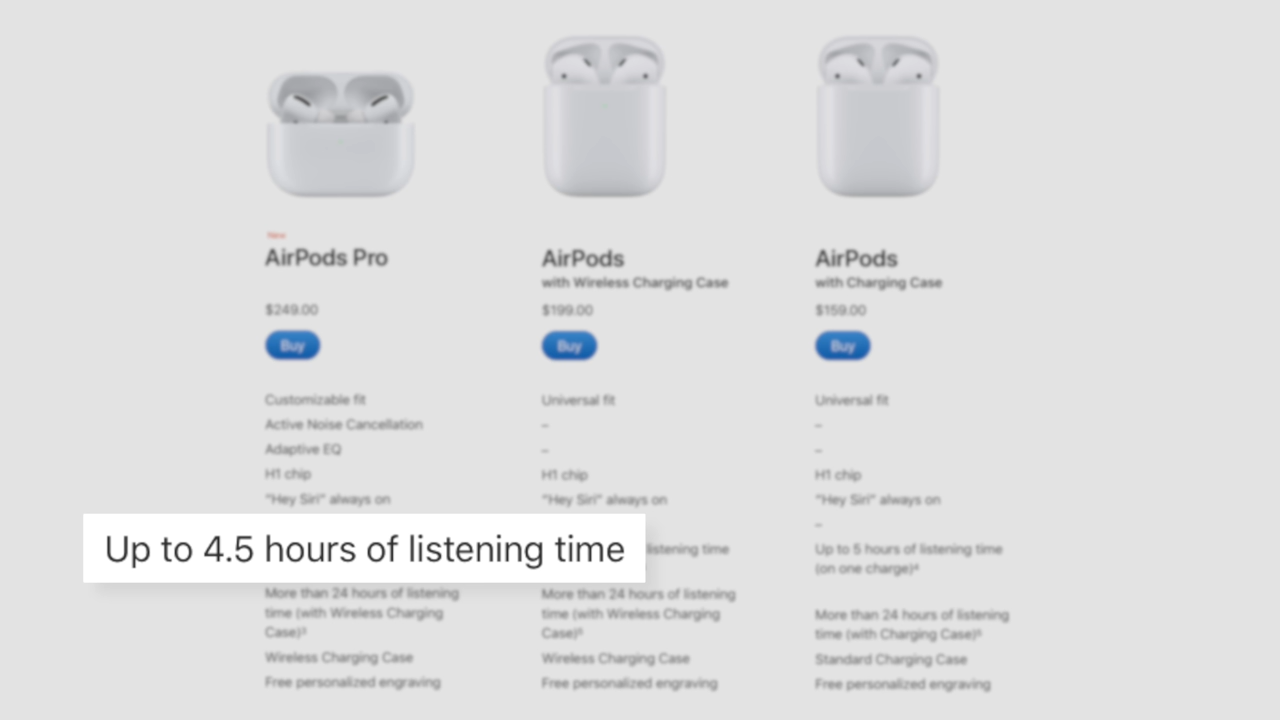 New
AirPods Pro
$249.00
Buy
Customizable fit
Active Noise Cancellation
Adaptive EQ
H1 chip
"Hey Siri" always on
Up to 4.5 hours of listening time
More than 24 hours of listening
time (with Wireless Charging
Case)³
Wireless Charging Case
Free personalized engraving
AirPods
with Wireless Charging Case
$199.00
Buy
Universal fit
–
–
H1 chip
"Hey Siri" always on
listening time
More than 24 hours of listening
time (with Wireless Charging
Case)⁵
Wireless Charging Case
Free personalized engraving
AirPods
with Charging Case
$159.00
Buy
Universal fit
–
–
H1 chip
"Hey Siri" always on
–
Up to 5 hours of listening time
(on one charge)⁴
More than 24 hours of listening
time (with Charging Case)⁵
Standard Charging Case
Free personalized engraving